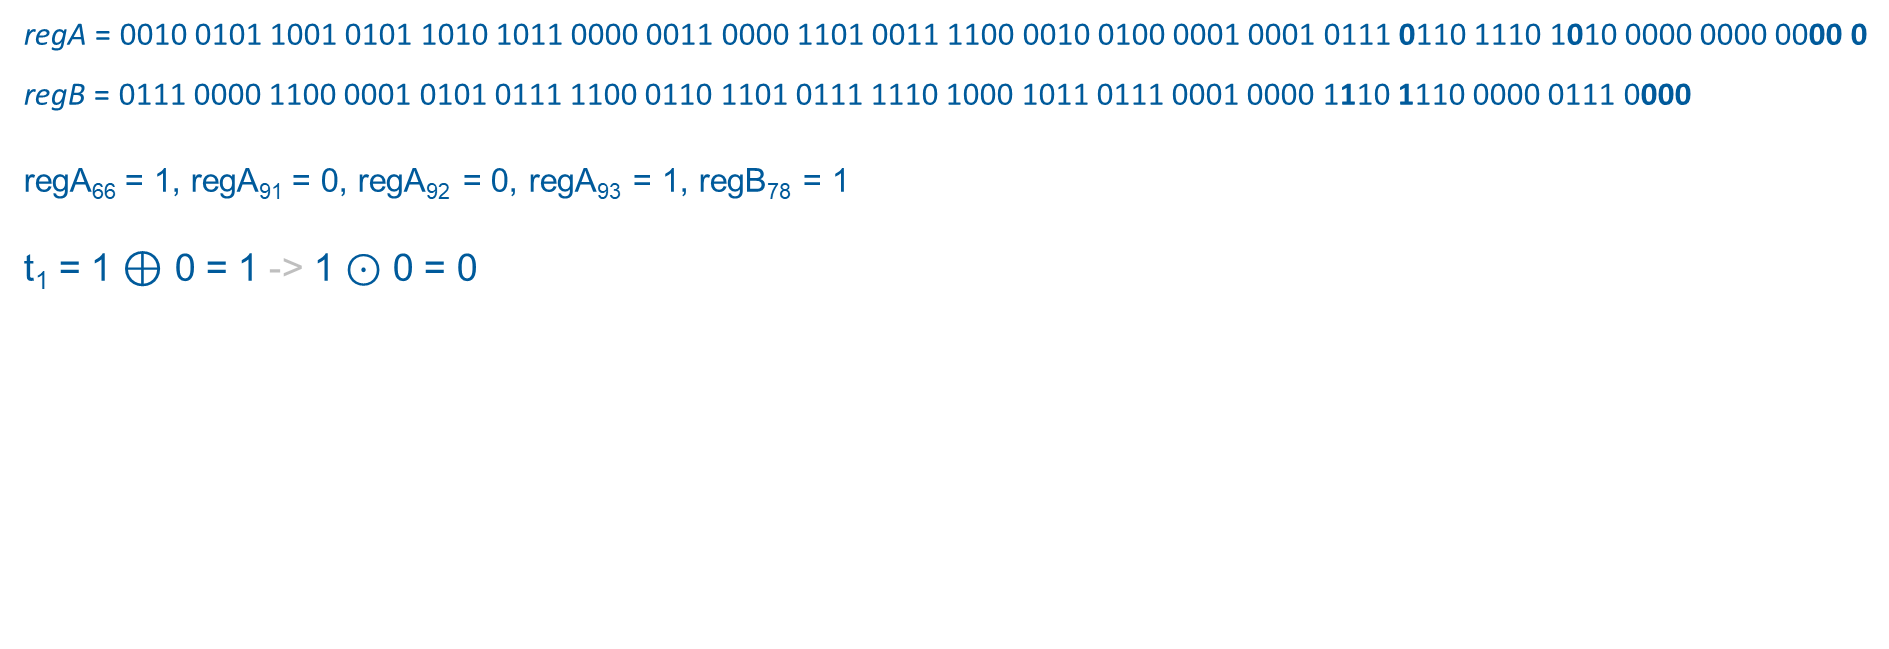 regA = 0010 0101 1001 0101 1010 1011 0000 0011 0000 1101 0011 1100 0010 0100 0001 0001 0111 0110 1110 1010 0000 0000 0000 0
regB = 0111 0000 1100 0001 0101 0111 1100 0110 1101 0111 1110 1000 1011 0111 0001 0000 1110 1110 0000 0111 0000
regA₆₆ = 1, regA₉₁ = 0, regA₉₂ = 0, regA₉₃ = 1, regB₇₈ = 1
t₁ = 1 ⊕ 0 = 1 -> 1 ⊙ 0 = 0